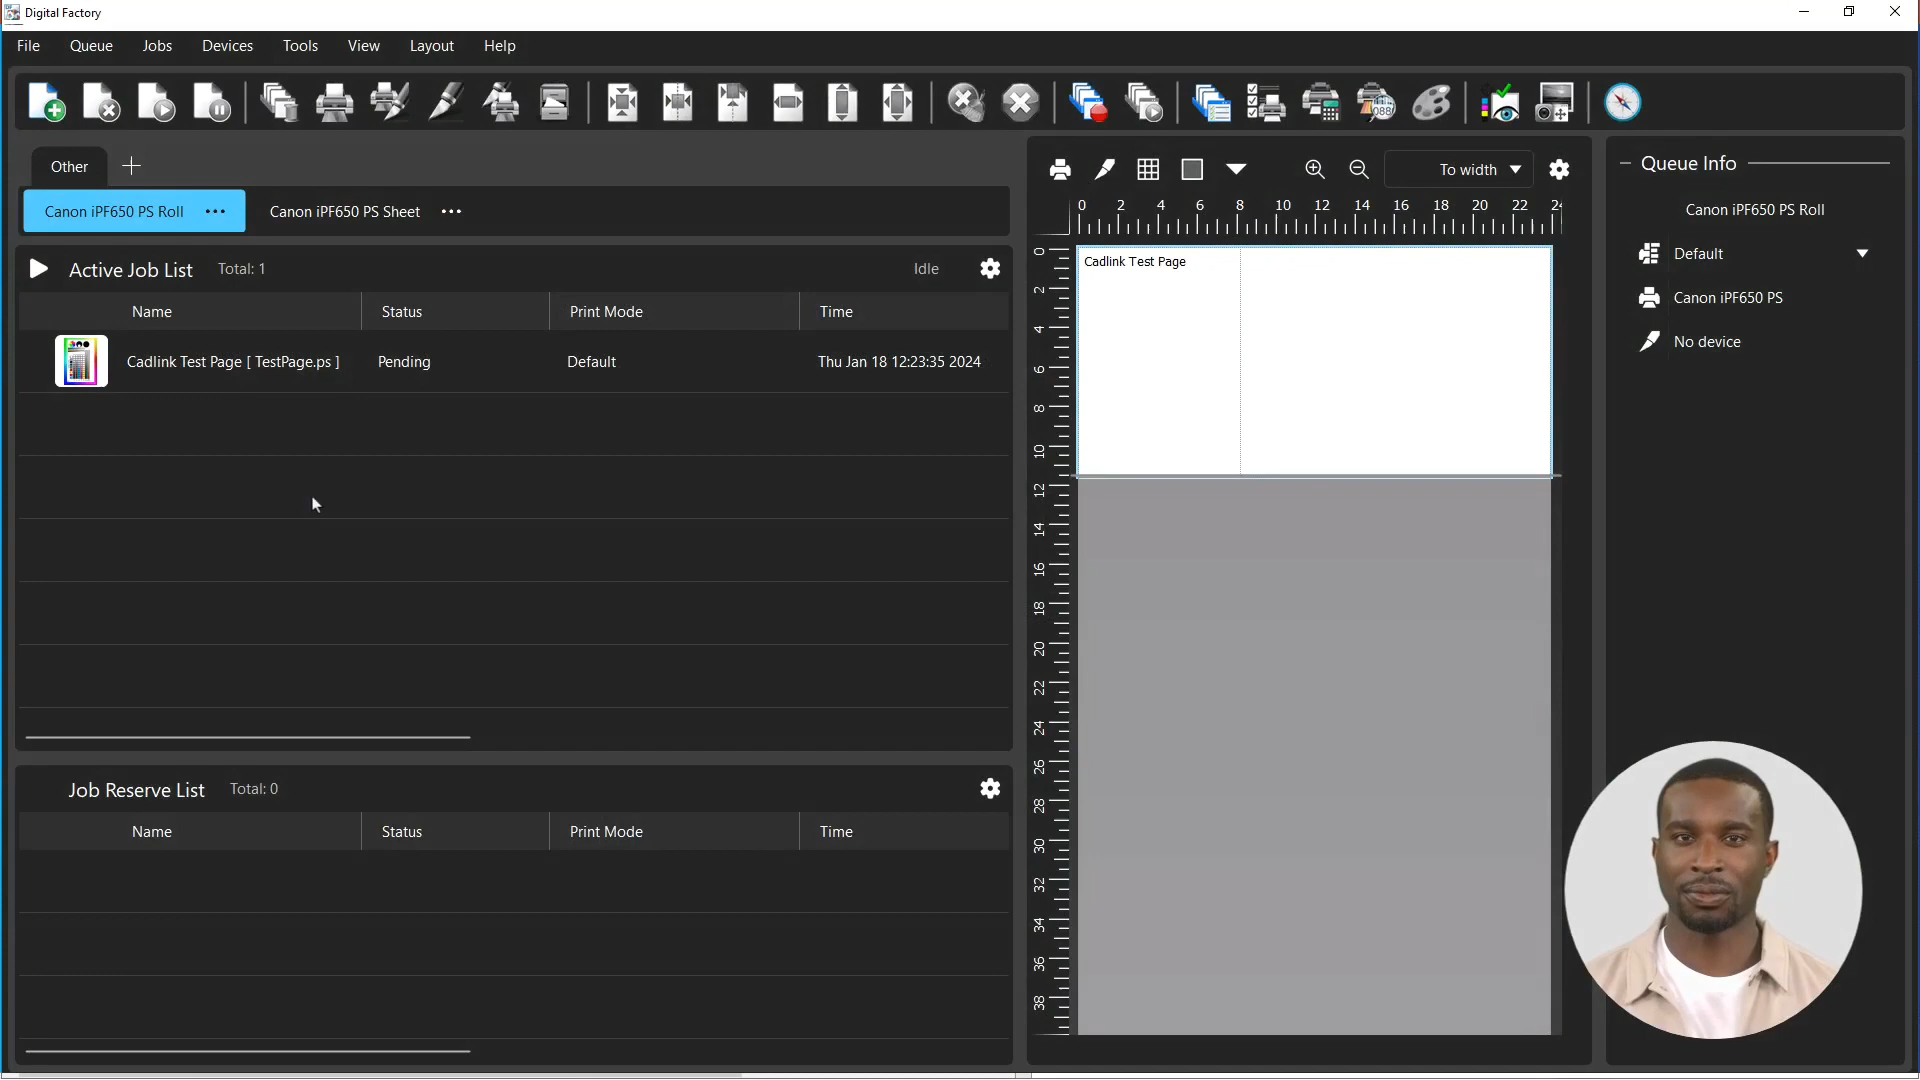 Digital Factory
File Queue Jobs Devices Tools View Layout Help
Other
Canon iPF650 PS Roll ••• Canon iPF650 PS Sheet •••
Active Job List Total: 1 Idle
Name Status Print Mode Time
Cadlink Test Page [ TestPage.ps ] Pending Default Thu Jan 18 12:23:35 2024
Job Reserve List Total: 0
Name Status Print Mode Time
To width
0 2 4 6 8 10 12 14 16 18 20 22 24
0
2
4
6
8
10
12
14
16
18
20
22
24
26
28
30
32
34
36
38
Cadlink Test Page
Queue Info
Canon iPF650 PS Roll
Default
Canon iPF650 PS
No device